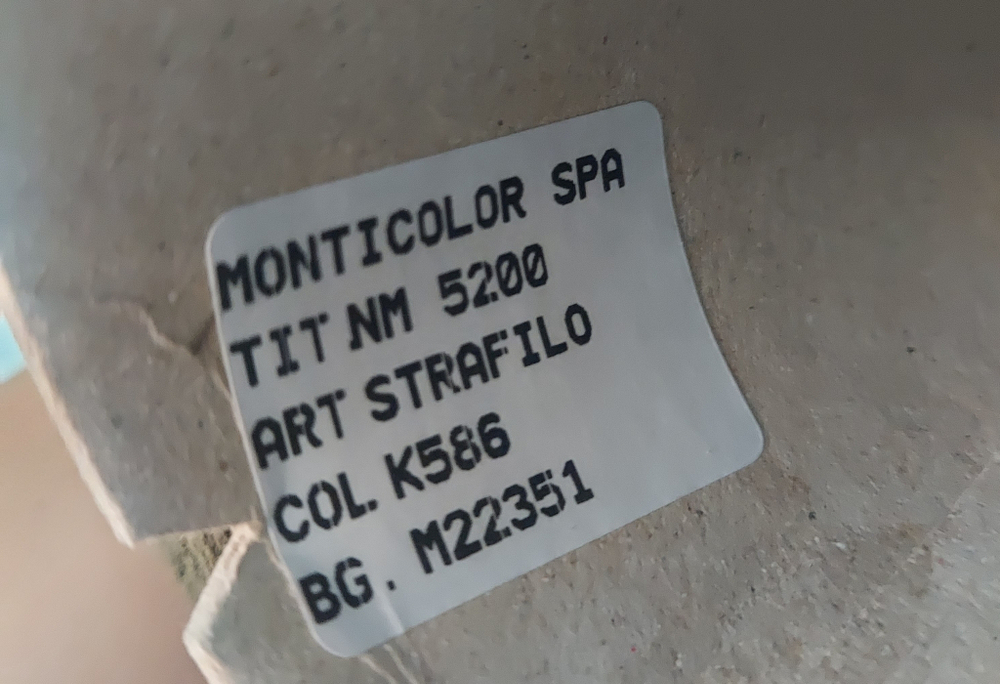 MONTICOLOR SPA
TIT NM 5200
ART STRAFILO
COL. K586
BG. M22351